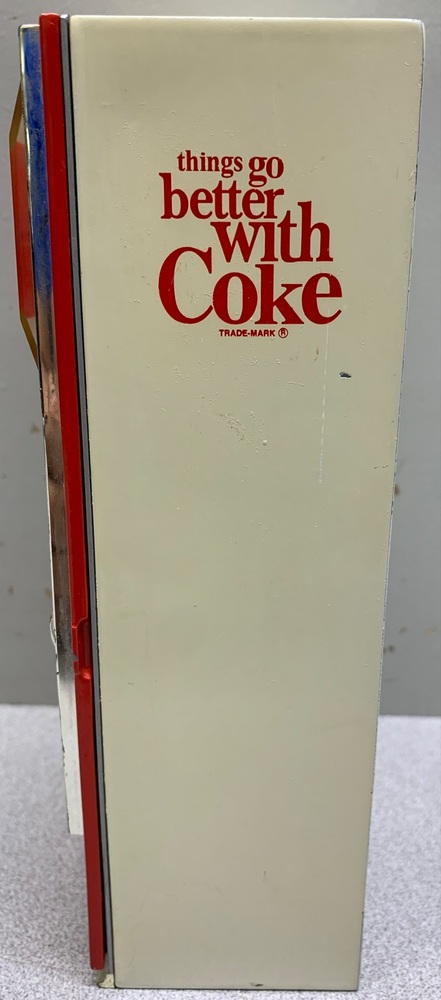 things go
better
with
Coke
TRADE-MARK ®